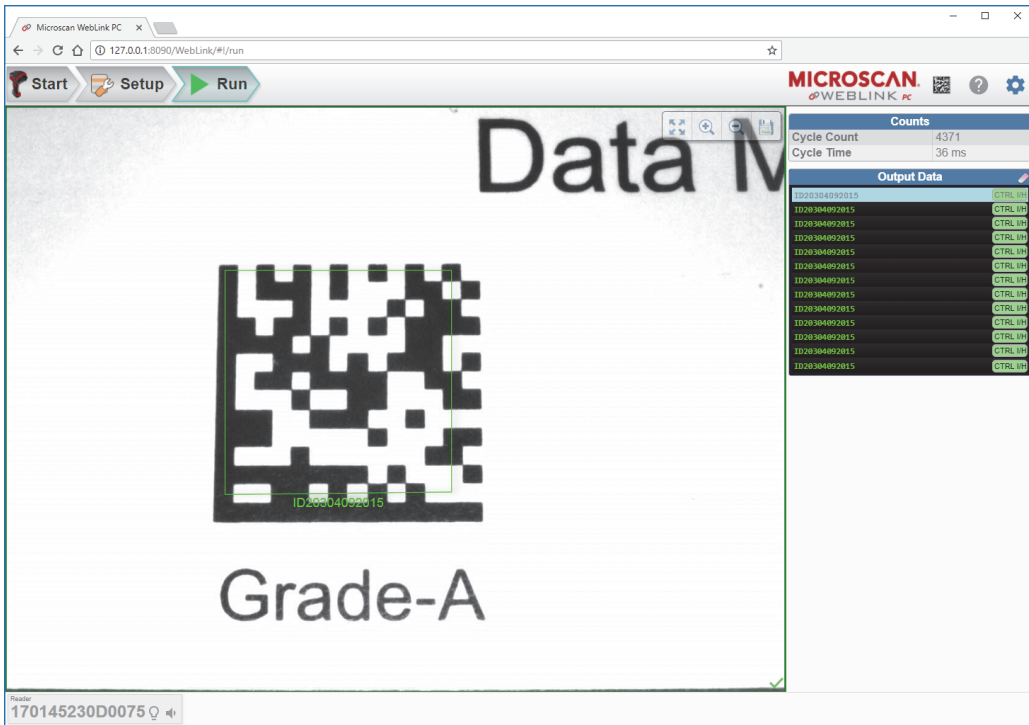 Microscan WebLink PC
127.0.0.1:8090/WebLink/#!/run
Start
Setup
Run
MICROSCAN.
WEBLINK PC
Data M
Grade-A
ID20304092015
Counts
Cycle Count 4371
Cycle Time 36 ms
Output Data
ID20304092015 CTRL I/H
ID20304092015 CTRL I/H
ID20304092015 CTRL I/H
ID20304092015 CTRL I/H
ID20304092015 CTRL I/H
ID20304092015 CTRL I/H
ID20304092015 CTRL I/H
ID20304092015 CTRL I/H
ID20304092015 CTRL I/H
ID20304092015 CTRL I/H
ID20304092015 CTRL I/H
ID20304092015 CTRL I/H
ID20304092015 CTRL I/H
Reader
170145230D0075